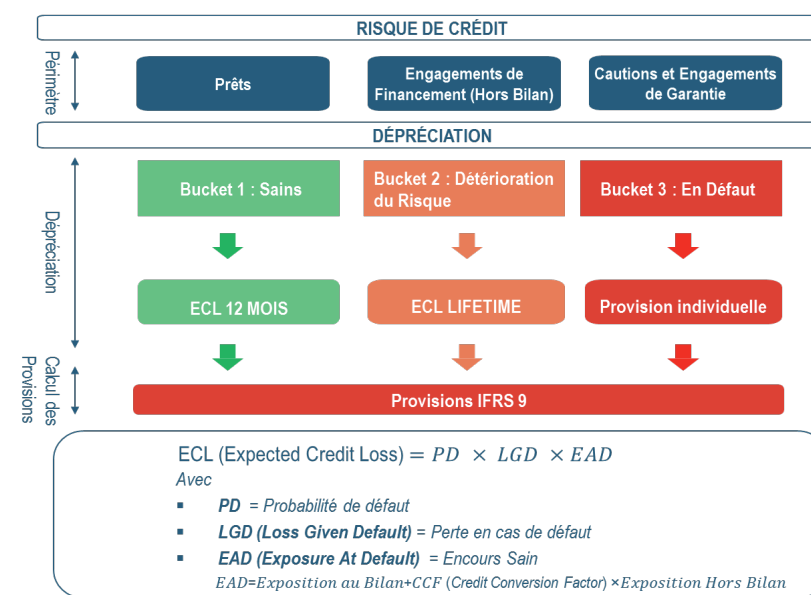 RISQUE DE CRÉDIT
Périmètre
Prêts
Engagements de
Financement (Hors Bilan)
Cautions et Engagements
de Garantie
DÉPRÉCIATION
Dépréciation
Bucket 1 : Sains
Bucket 2 : Détérioration
du Risque
Bucket 3 : En Défaut
ECL 12 MOIS
ECL LIFETIME
Provision individuelle
Calcul des
Provisions
Provisions IFRS 9
ECL (Expected Credit Loss) = PD × LGD × EAD
Avec
▪ PD = Probabilité de défaut
▪ LGD (Loss Given Default) = Perte en cas de défaut
▪ EAD (Exposure At Default) = Encours Sain
EAD=Exposition au Bilan+CCF (Credit Conversion Factor) ×Exposition Hors Bilan